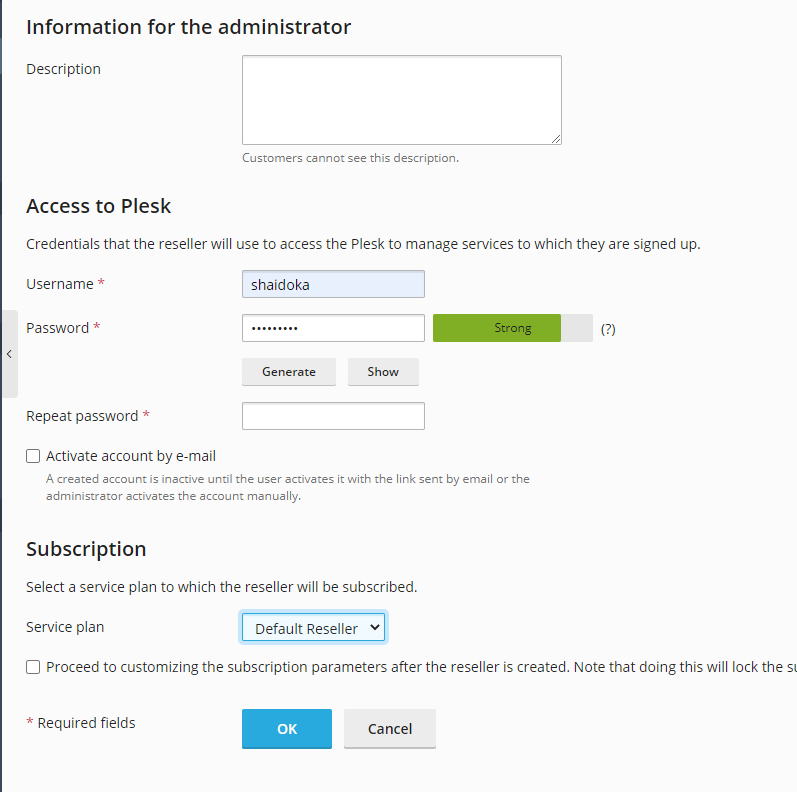 Information for the administrator
Description
Customers cannot see this description.
Access to Plesk
Credentials that the reseller will use to access the Plesk to manage services to which they are signed up.
Username * shaidoka
Password * ••••••••• Strong (?)
Generate Show
Repeat password *
Activate account by e-mail
A created account is inactive until the user activates it with the link sent by email or the
administrator activates the account manually.
Subscription
Select a service plan to which the reseller will be subscribed.
Service plan Default Reseller
Proceed to customizing the subscription parameters after the reseller is created. Note that doing this will lock the
* Required fields OK Cancel